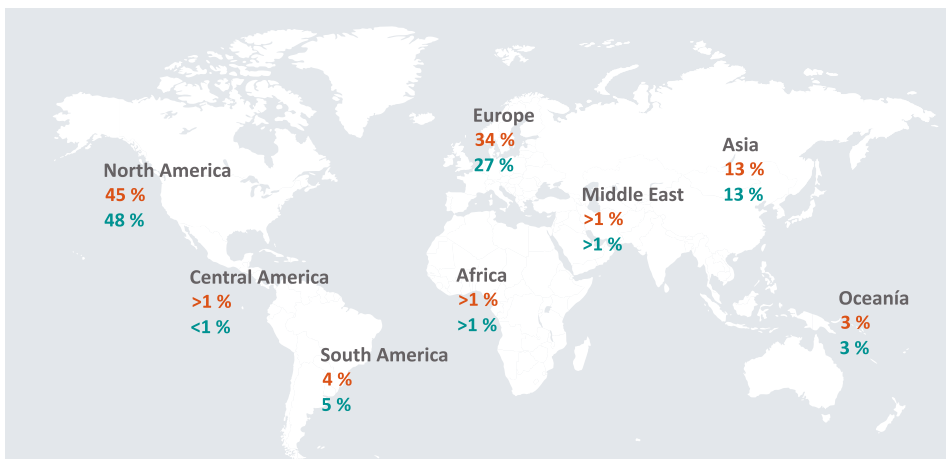 Europe
34 %
27 %
Asia
13 %
13 %
North America
45 %
48 %
Middle East
>1 %
>1 %
Central America
>1 %
<1 %
Africa
>1 %
>1 %
Oceanía
3 %
3 %
South America
4 %
5 %